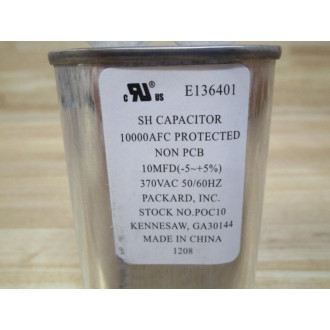 c RU us E136401
SH CAPACITOR
10000AFC PROTECTED
NON PCB
10MFD(-5~+5%)
370VAC 50/60HZ
PACKARD, INC.
STOCK NO.POC10
KENNESAW, GA30144
MADE IN CHINA
1208